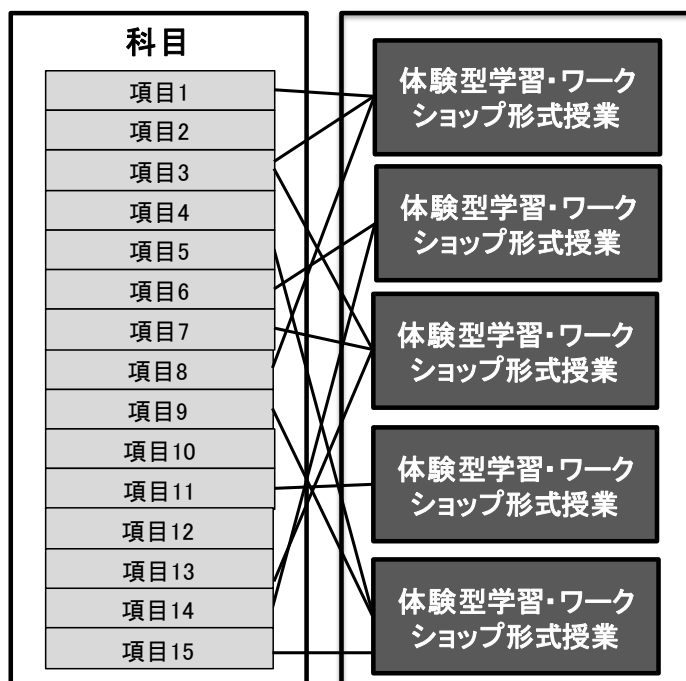 科目
項目1
項目2
項目3
項目4
項目5
項目6
項目7
項目8
項目9
項目10
項目11
項目12
項目13
項目14
項目15
体験型学習・ワーク
ショップ形式授業
体験型学習・ワーク
ショップ形式授業
体験型学習・ワーク
ショップ形式授業
体験型学習・ワーク
ショップ形式授業
体験型学習・ワーク
ショップ形式授業